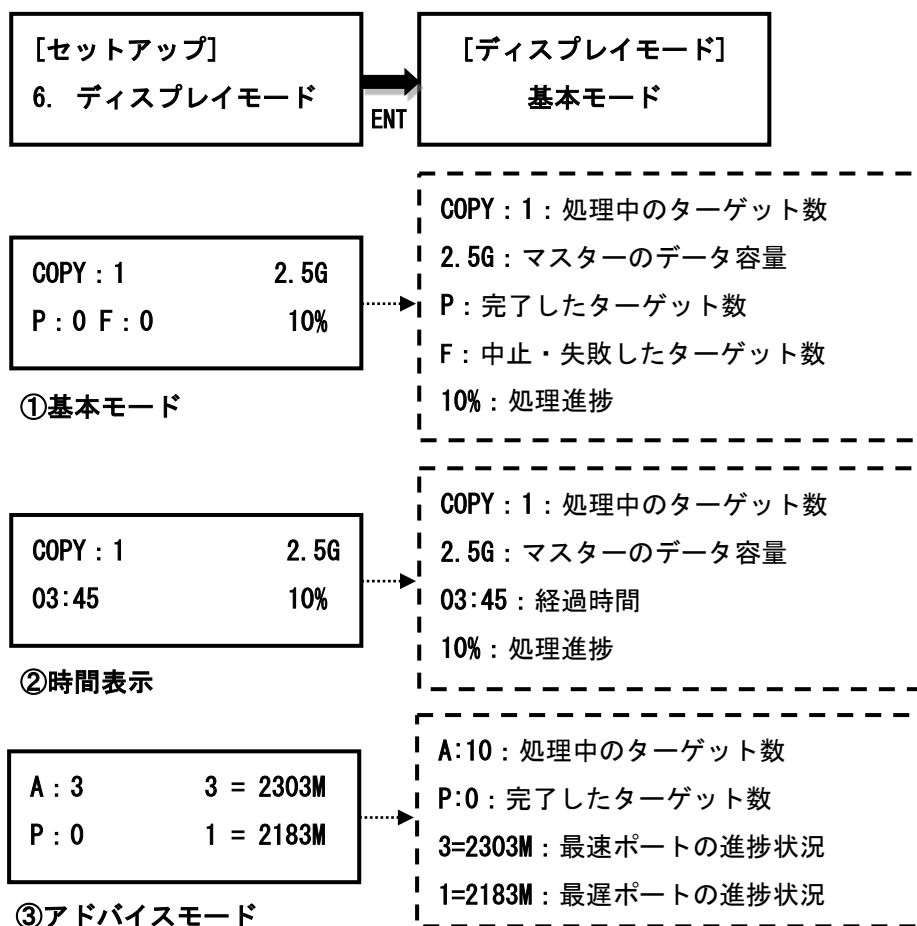 [セットアップ]
6. ディスプレイモード
ENT
[ディスプレイモード]
基本モード
COPY：1 2.5G
P：0 F：0 10%
①基本モード
COPY：1：処理中のターゲット数
2.5G：マスターのデータ容量
P：完了したターゲット数
F：中止・失敗したターゲット数
10%：処理進捗
COPY：1 2.5G
03:45 10%
②時間表示
COPY：1：処理中のターゲット数
2.5G：マスターのデータ容量
03:45：経過時間
10%：処理進捗
A：3 3 = 2303M
P：0 1 = 2183M
③アドバイスモード
A:10：処理中のターゲット数
P:0：完了したターゲット数
3=2303M：最速ポートの進捗状況
1=2183M：最遅ポートの進捗状況